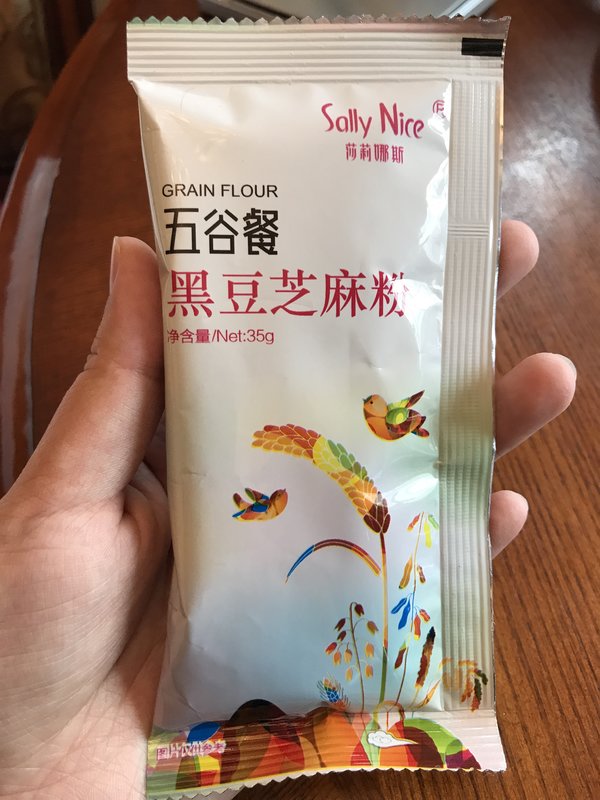 Sally Nice®
莎莉娜斯
GRAIN FLOUR
五谷餐
黑豆芝麻粉
净含量/Net:35g
图片仅供参考